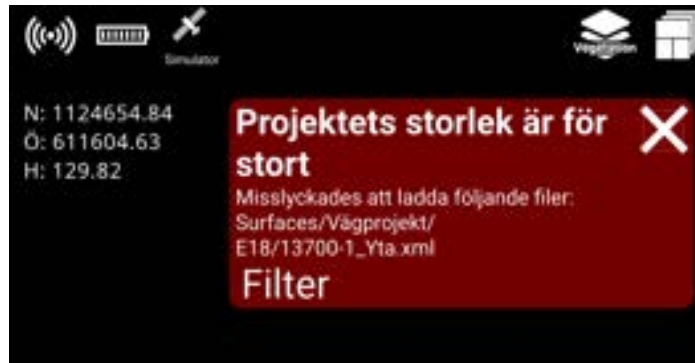 Simulator
Vegetation
N: 1124654.84
Ö: 611604.63
H: 129.82
Projektets storlek är för
stort
Misslyckades att ladda följande filer:
Surfaces/Vägprojekt/
E18/13700-1_Yta.xml
Filter